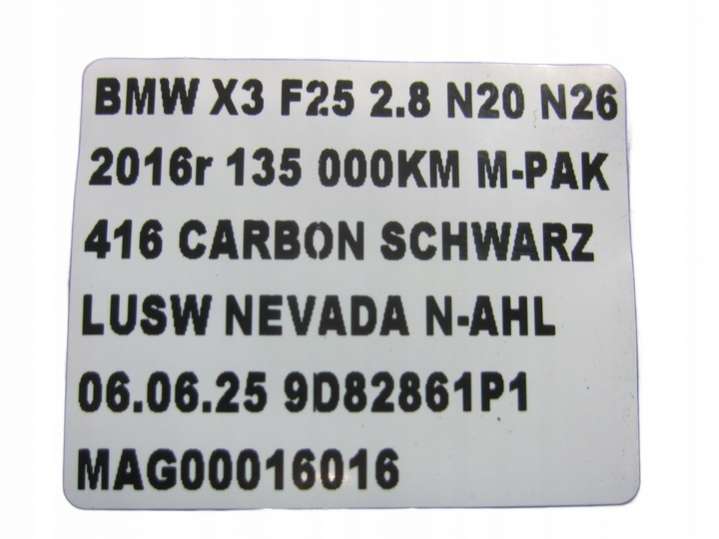 BMW X3 F25 2.8 N20 N26
2016r 135 000KM M-PAK
416 CARBON SCHWARZ
LUSW NEVADA N-AHL
06.06.25 9D82861P1
MAG00016016